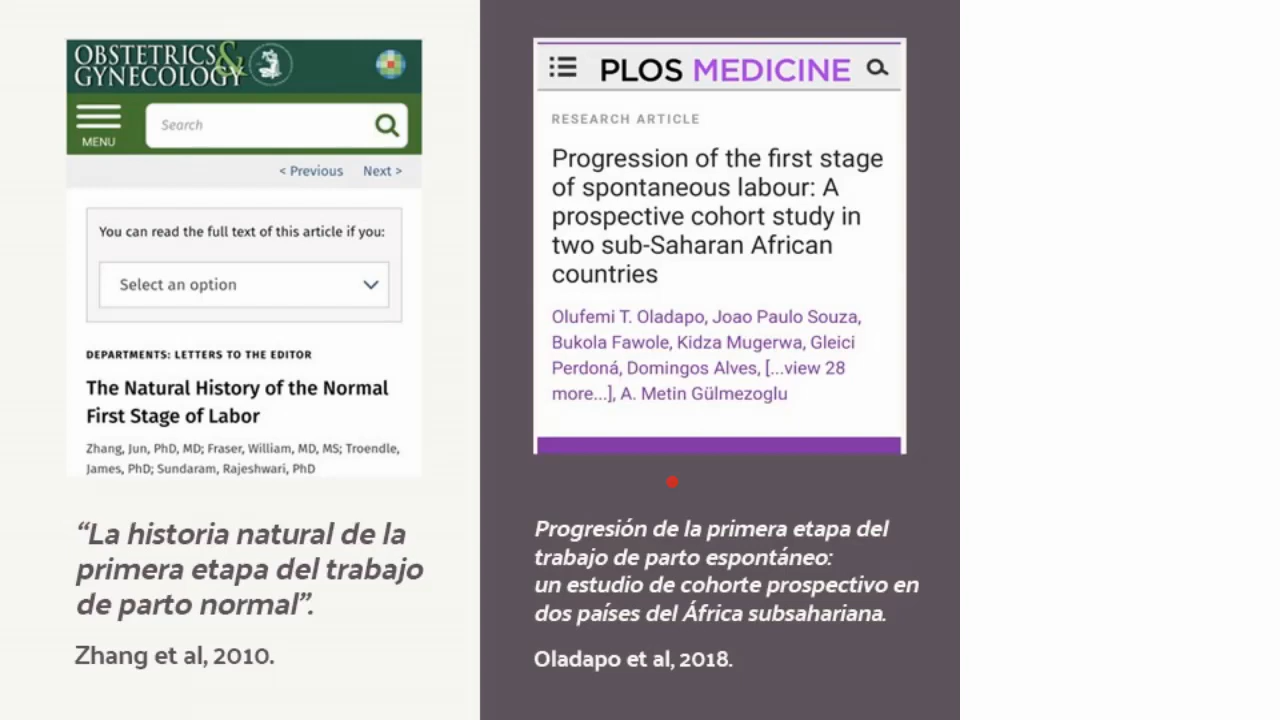 OBSTETRICS&
GYNECOLOGY
MENU
Search
< Previous Next >
You can read the full text of this article if you:
Select an option
DEPARTMENTS: LETTERS TO THE EDITOR
The Natural History of the Normal
First Stage of Labor
Zhang, Jun, PhD, MD; Fraser, William, MD, MS; Troendle,
James, PhD; Sundaram, Rajeshwari, PhD
“La historia natural de la
primera etapa del trabajo
de parto normal”.
Zhang et al, 2010.
PLOS MEDICINE
RESEARCH ARTICLE
Progression of the first stage
of spontaneous labour: A
prospective cohort study in
two sub-Saharan African
countries
Olufemi T. Oladapo, Joao Paulo Souza,
Bukola Fawole, Kidza Mugerwa, Gleici
Perdoná, Domingos Alves, [...view 28
more...], A. Metin Gülmezoglu
Progresión de la primera etapa del
trabajo de parto espontáneo:
un estudio de cohorte prospectivo en
dos países del África subsahariana.
Oladapo et al, 2018.